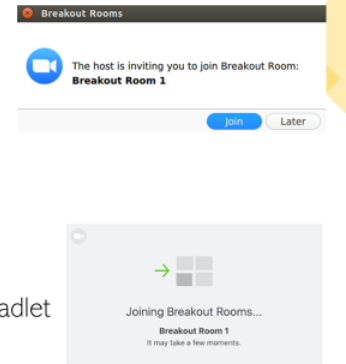 Breakout Rooms
The host is inviting you to join Breakout Room:
Breakout Room 1
Join Later
adlet
Joining Breakout Rooms...
Breakout Room 1
It may take a few moments.